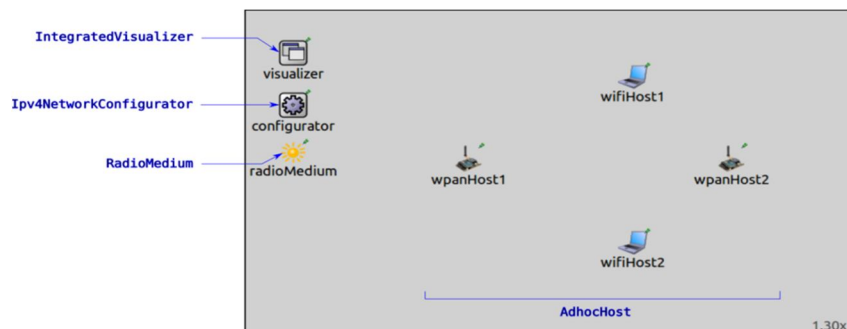 IntegratedVisualizer
visualizer
wifiHost1
Ipv4NetworkConfigurator
configurator
RadioMedium
radioMedium
wpanHost1
wpanHost2
wifiHost2
AdhocHost
1.30x